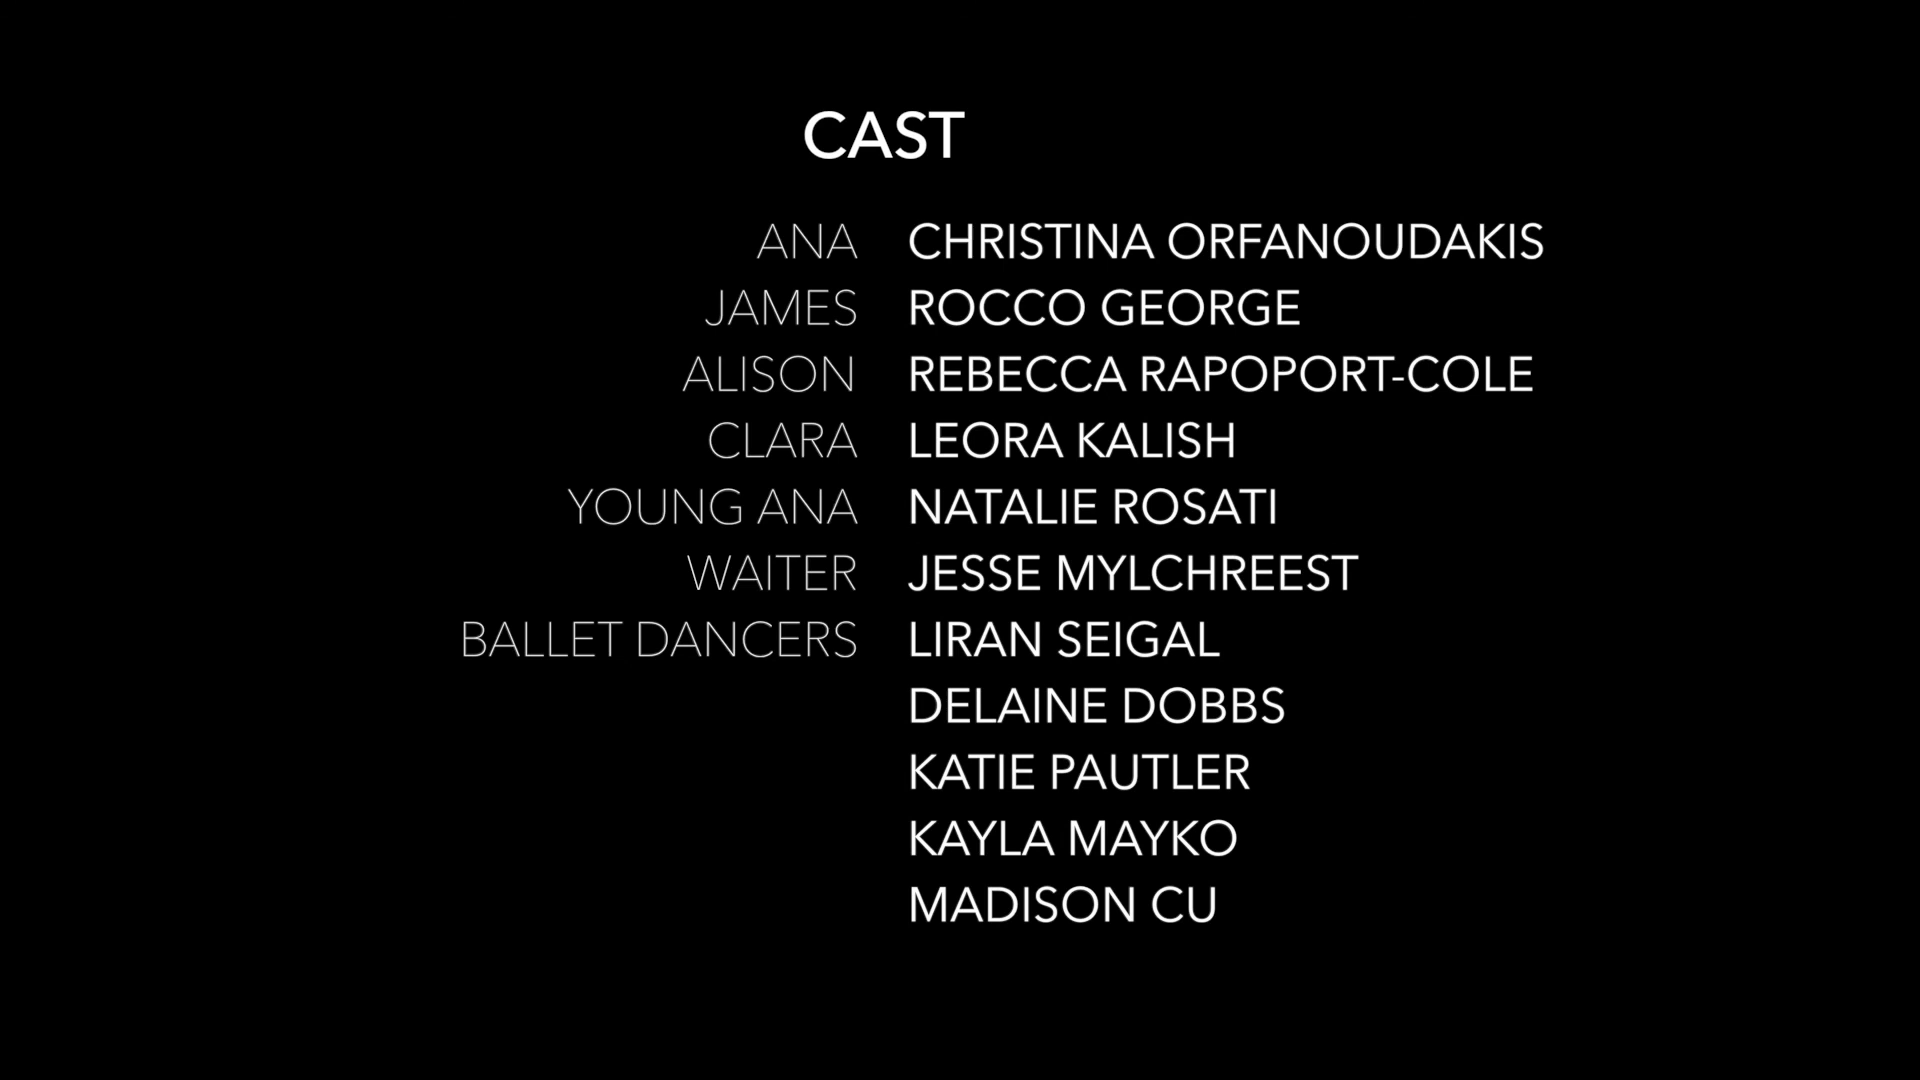 CAST
ANA CHRISTINA ORFANOUDAKIS
JAMES ROCCO GEORGE
ALISON REBECCA RAPOPORT-COLE
CLARA LEORA KALISH
YOUNG ANA NATALIE ROSATI
WAITER JESSE MYLCHREEST
BALLET DANCERS LIRAN SEIGAL
DELAINE DOBBS
KATIE PAUTLER
KAYLA MAYKO
MADISON CU